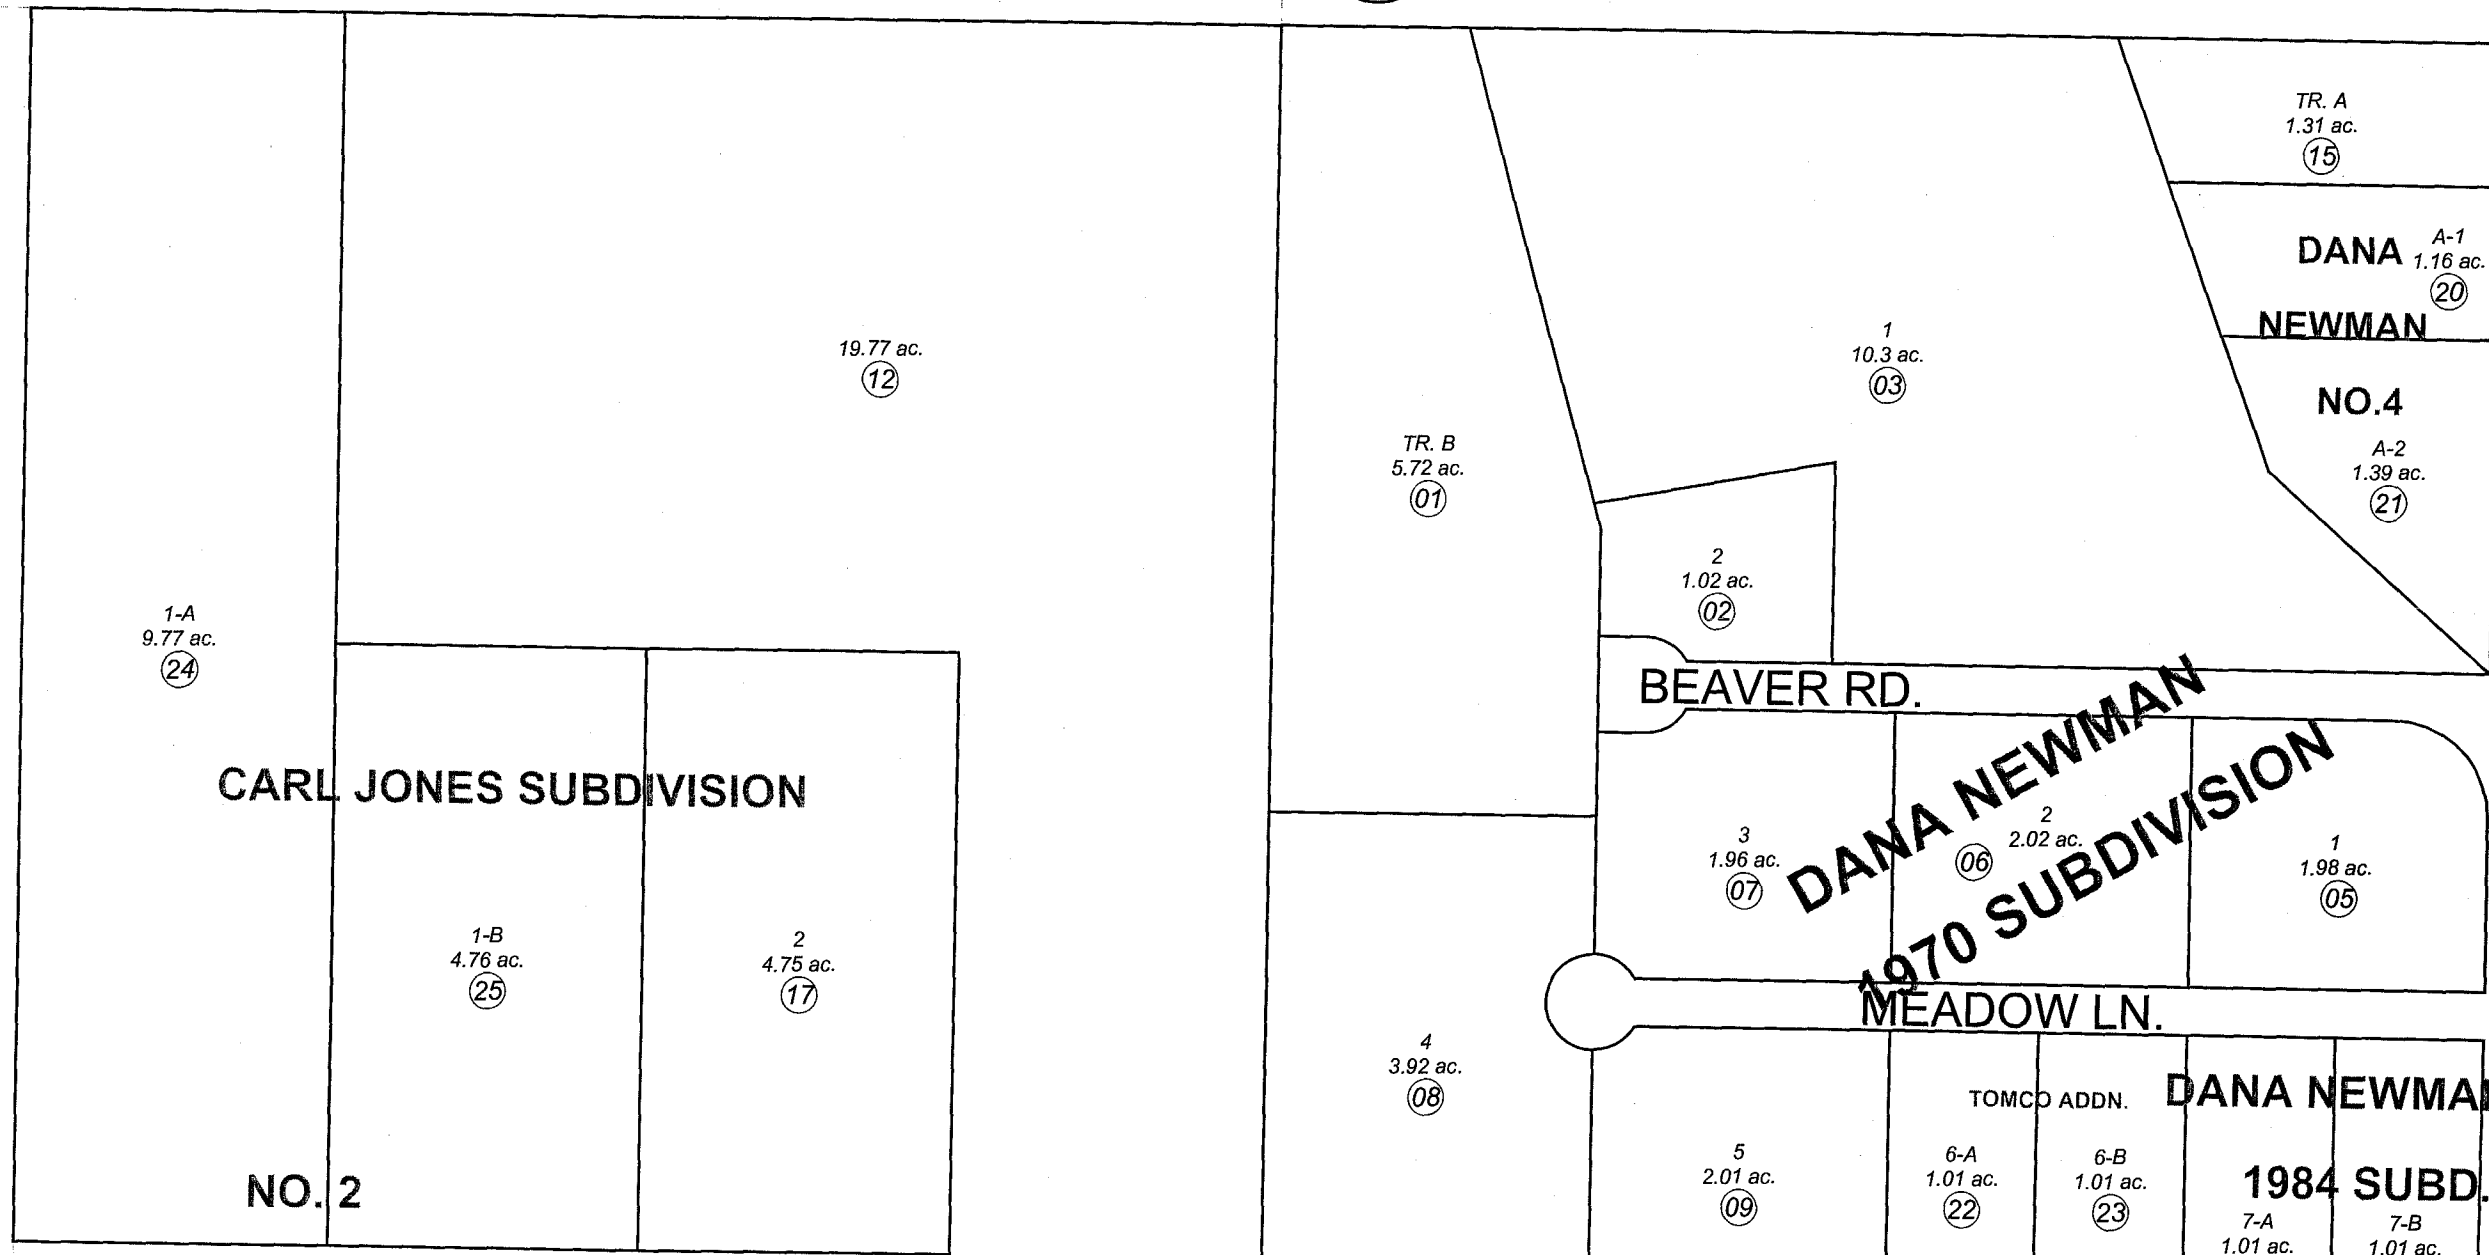 TR. A
1.31 ac.
15
DANA
A-1
1.16 ac.
20
NEWMAN
NO.4
A-2
1.39 ac.
21
19.77 ac.
12
1
10.3 ac.
03
TR. B
5.72 ac.
01
2
1.02 ac.
02
1-A
9.77 ac.
24
BEAVER RD.
CARL JONES SUBDIVISION
NO. 2
DANA NEWMAN
1970 SUBDIVISION
3
1.96 ac.
07
2
2.02 ac.
06
1
1.98 ac.
05
1-B
4.76 ac.
25
2
4.75 ac.
17
MEADOW LN.
4
3.92 ac.
08
TOMCO ADDN.
DANA NEWMAN
1984 SUBD.
5
2.01 ac.
09
6-A
1.01 ac.
22
6-B
1.01 ac.
23
7-A
1.01 ac.
7-B
1.01 ac.